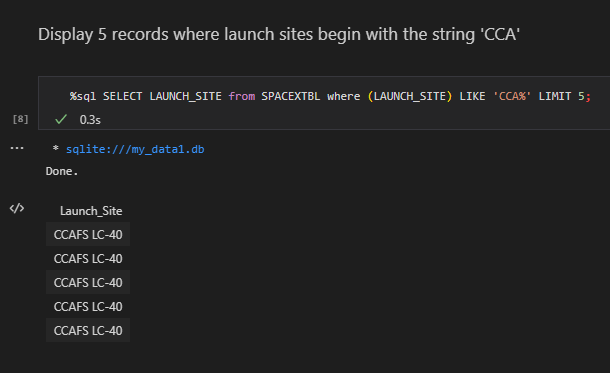 Display 5 records where launch sites begin with the string 'CCA'
%sql SELECT LAUNCH_SITE from SPACEXTBL where (LAUNCH_SITE) LIKE 'CCA%' LIMIT 5;
[8]
✓ 0.3s
... * sqlite:///my_data1.db
Done.
</> Launch_Site
CCAFS LC-40
CCAFS LC-40
CCAFS LC-40
CCAFS LC-40
CCAFS LC-40